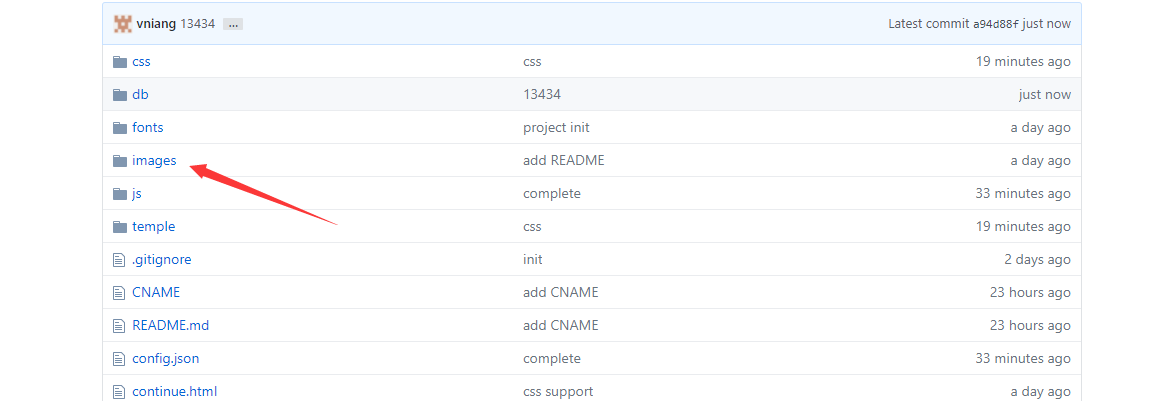 vniang 13434 ... Latest commit a94d88f just now
css css 19 minutes ago
db 13434 just now
fonts project init a day ago
images add README a day ago
js complete 33 minutes ago
temple css 19 minutes ago
.gitignore init 2 days ago
CNAME add CNAME 23 hours ago
README.md add CNAME 23 hours ago
config.json complete 33 minutes ago
continue.html css support a day ago